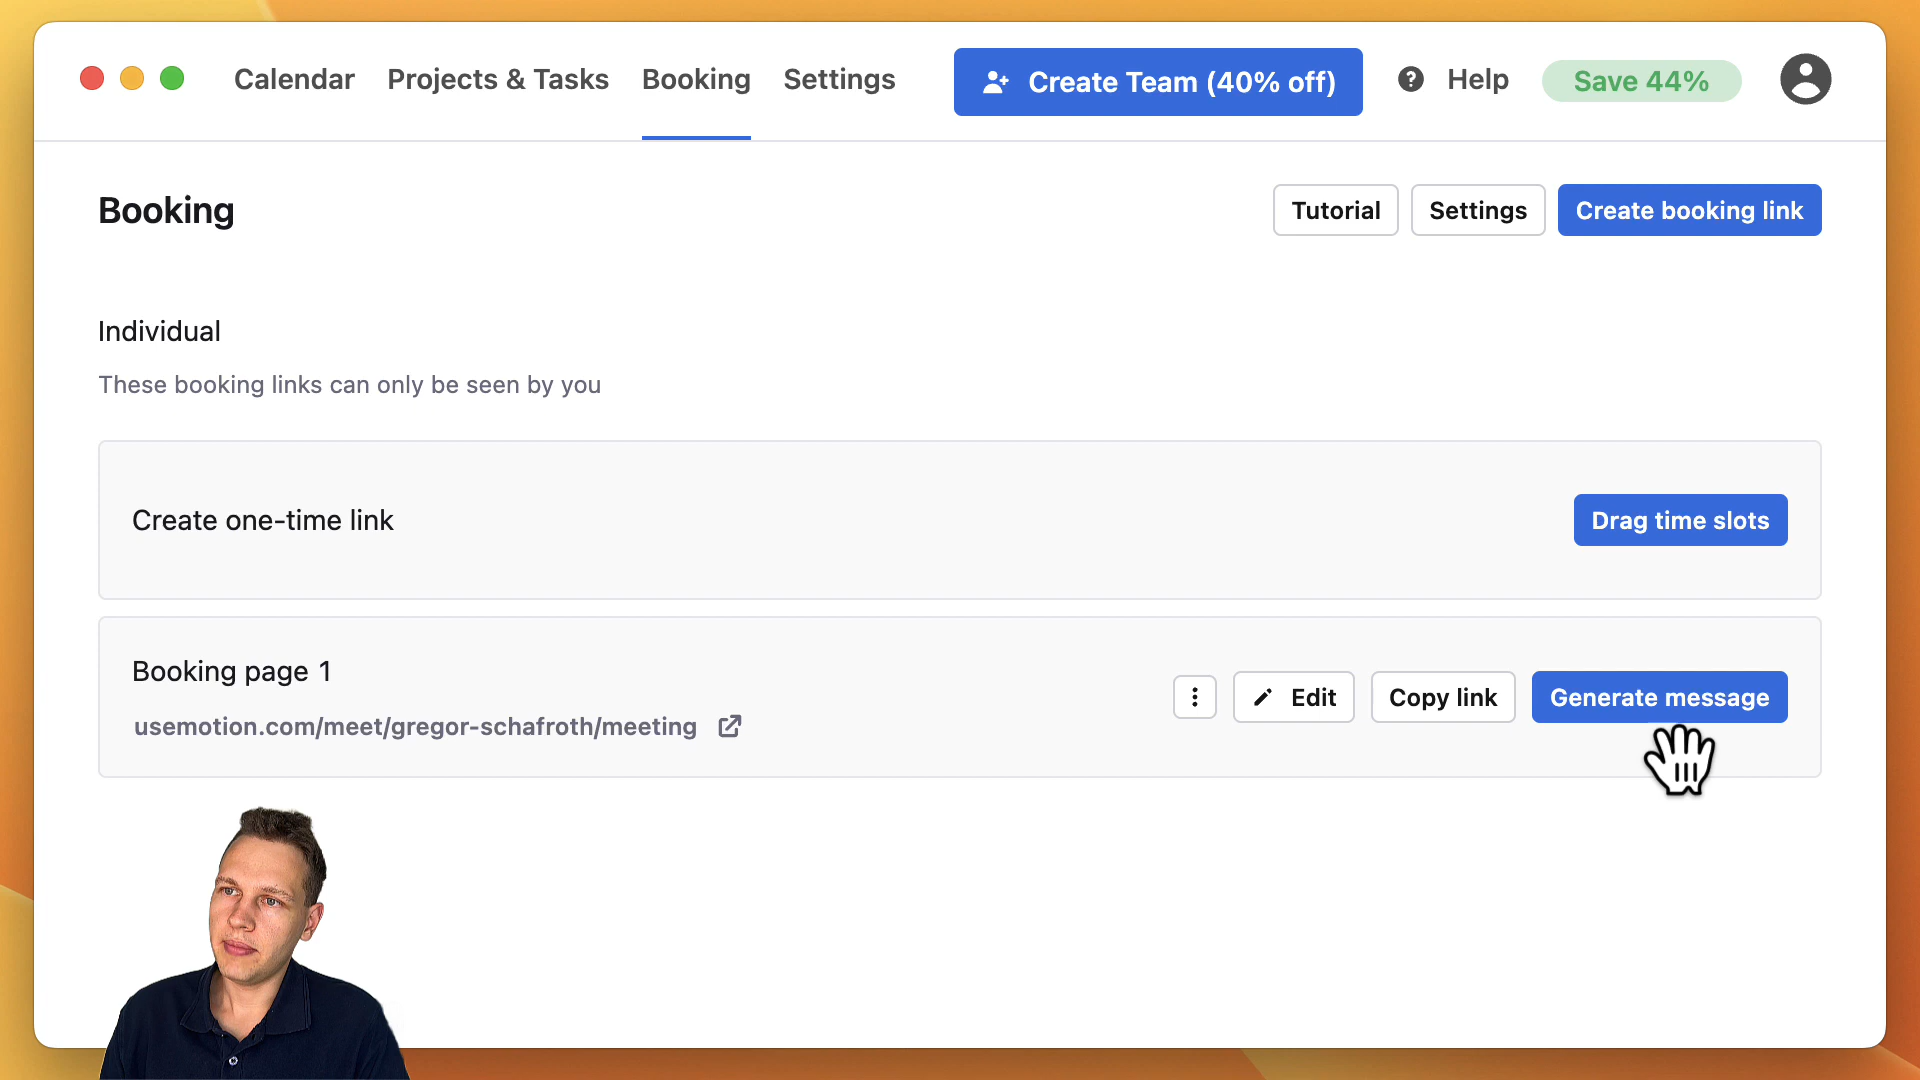 Calendar Projects & Tasks Booking Settings Create Team (40% off) Help Save 44%
Booking Tutorial Settings Create booking link
Individual
These booking links can only be seen by you
Create one-time link Drag time slots
Booking page 1
Edit Copy link Generate message
usemotion.com/meet/gregor-schafroth/meeting